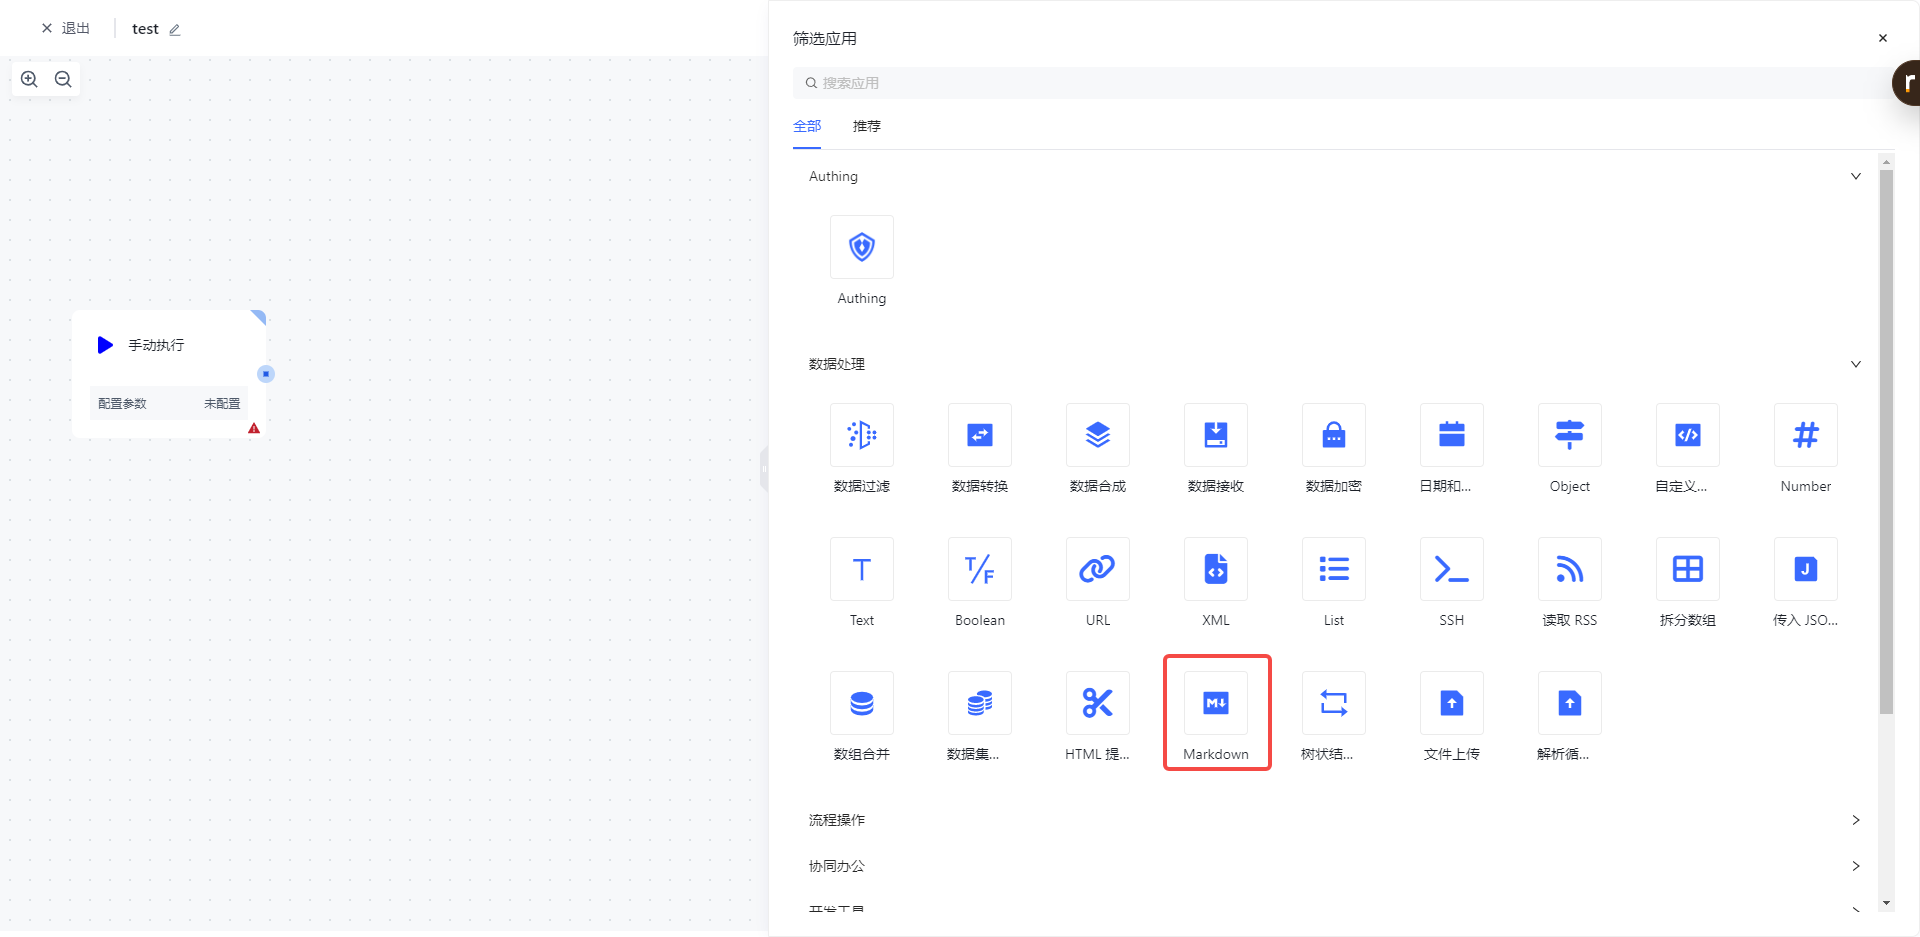 退出
test
筛选应用
搜索应用
全部 推荐
Authing
Authing
手动执行
配置参数 未配置
数据处理
数据过滤 数据转换 数据合成 数据接收 数据加密 日期和... Object 自定义... Number
Text Boolean URL XML List SSH 读取 RSS 拆分数组 传入 JSO...
数组合并 数据集... HTML 提... Markdown 树状结... 文件上传 解析循...
流程操作
协同办公
开发工具